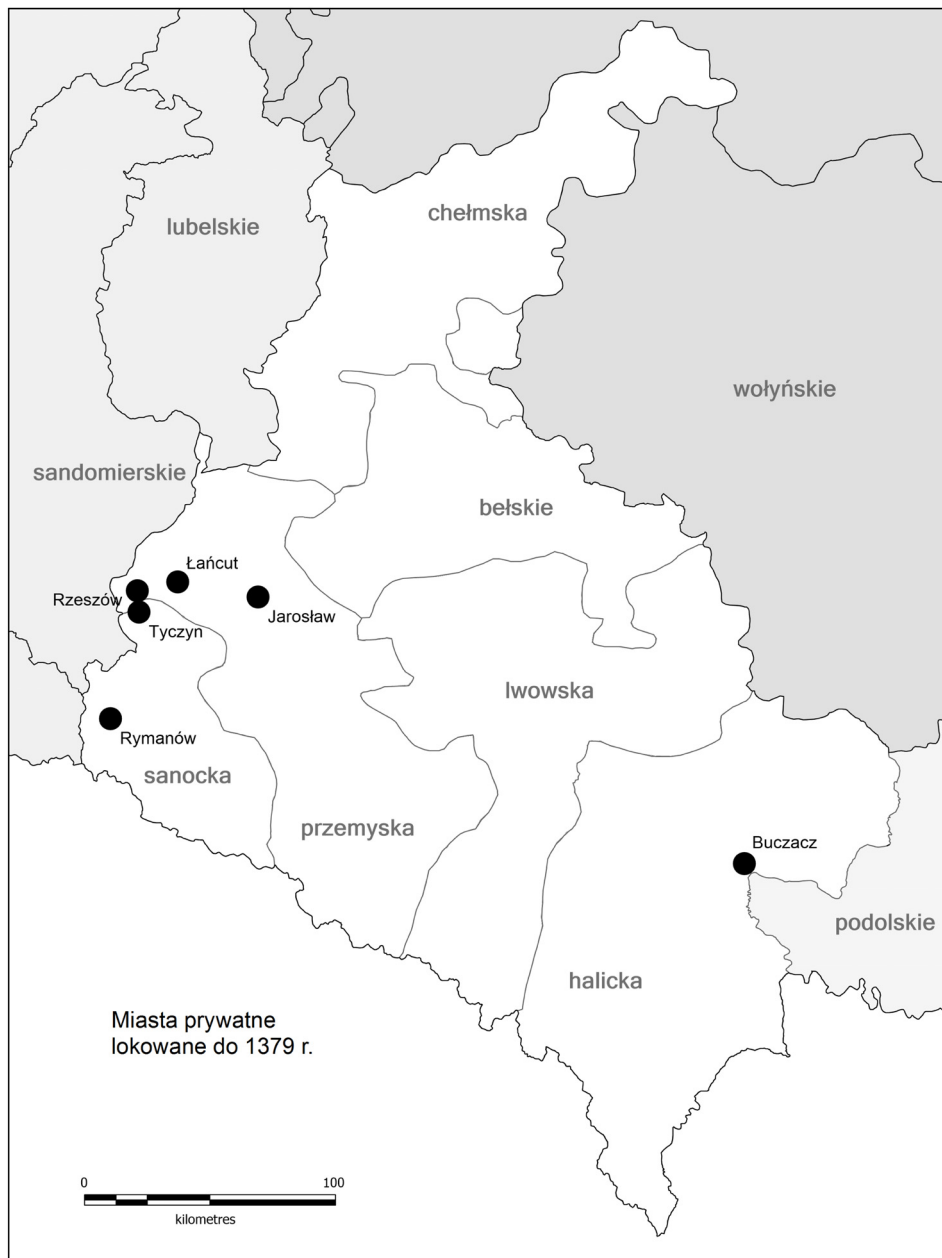 chełmska
lubelskie
wołyńskie
sandomierskie
bełskie
Łańcut
Rzeszów
Jarosław
Tyczyn
lwowska
Rymanów
sanocka
przemyska
Buczacz
podolskie
halicka
Miasta prywatne
lokowane do 1379 r.
0 100
kilometres